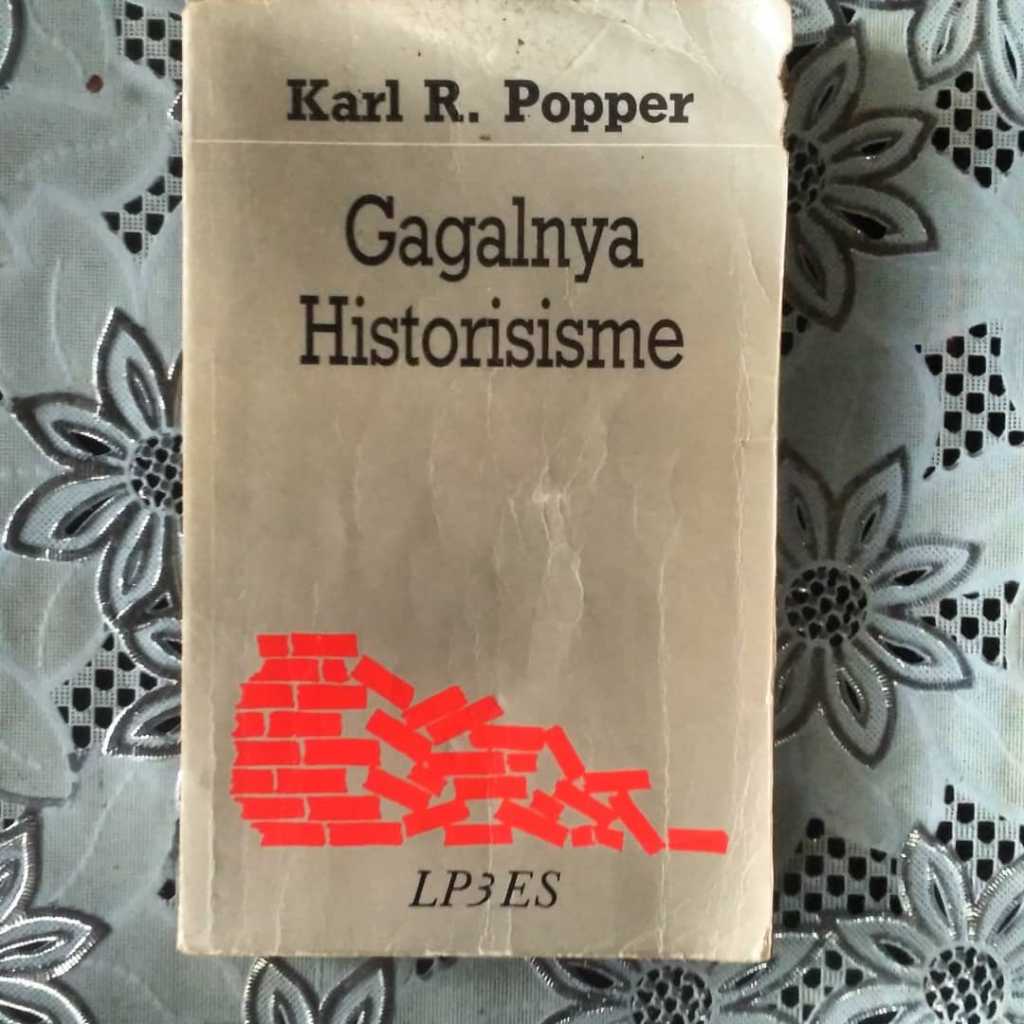 Karl R. Popper
Gagalnya
Historisisme
LP3ES